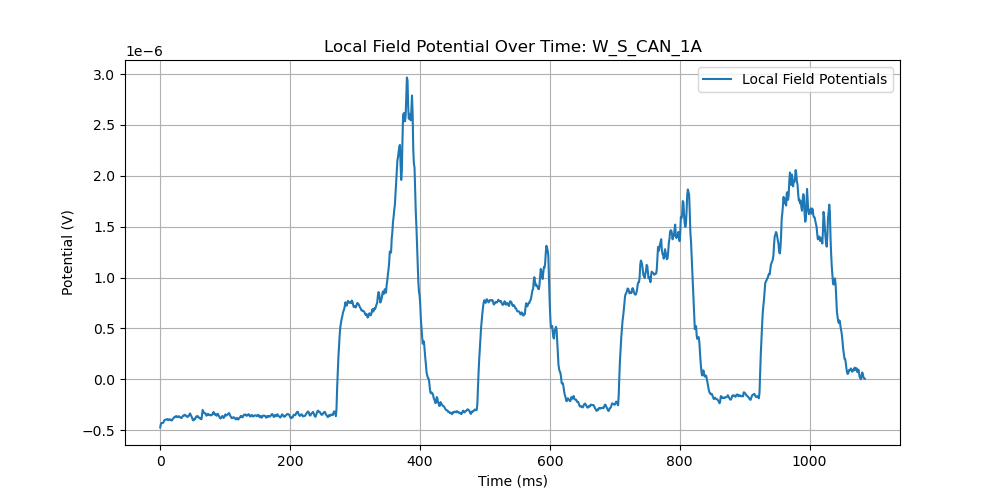 Local Field Potential Over Time: W_S_CAN_1A
1e−6
Local Field Potentials
3.0
2.5
2.0
1.5
1.0
0.5
0.0
−0.5
Potential (V)
0 200 400 600 800 1000
Time (ms)